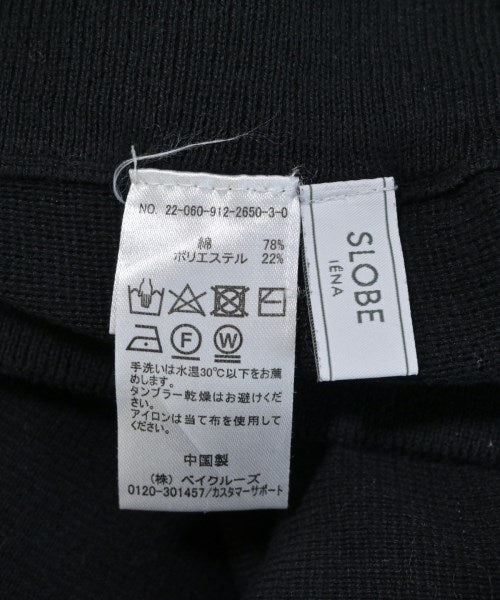 NO. 22-060-912-2650-3-0
綿 78%
ポリエステル 22%
F
W
手洗いは水温30℃以下をお薦
めします。
タンブラー乾燥はお避けくださ
い。
アイロンは当て布を使用してく
ださい。
中国製
(株) ベイクルーズ
0120-301457/カスタマーサポート
SLOBE
IÉNA